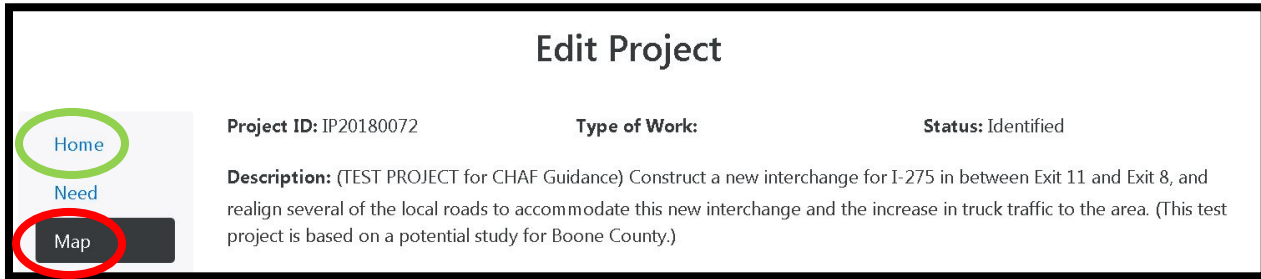 Edit Project
Home
Need
Map
Project ID: IP20180072 Type of Work: Status: Identified
Description: (TEST PROJECT for CHAF Guidance) Construct a new interchange for I-275 in between Exit 11 and Exit 8, and
realign several of the local roads to accommodate this new interchange and the increase in truck traffic to the area. (This test
project is based on a potential study for Boone County.)